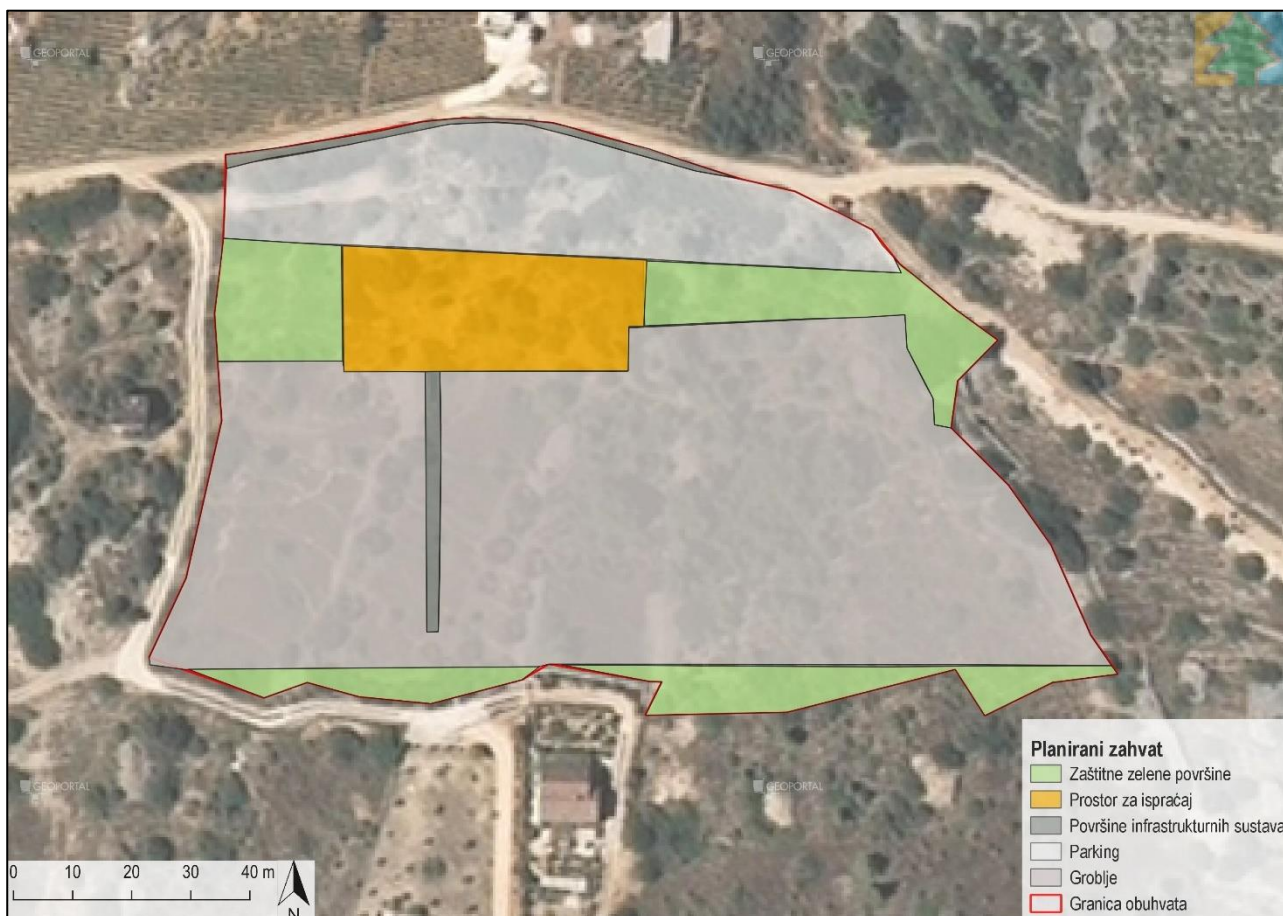 GEOPORTAL
GEOPORTAL
GEOPORTAL
GEOPORTAL
Planirani zahvat
Zaštitne zelene površine
Prostor za ispraćaj
Površine infrastrukturnih sustava
Parking
Groblje
Granica obuhvata
0 10 20 40 m
N